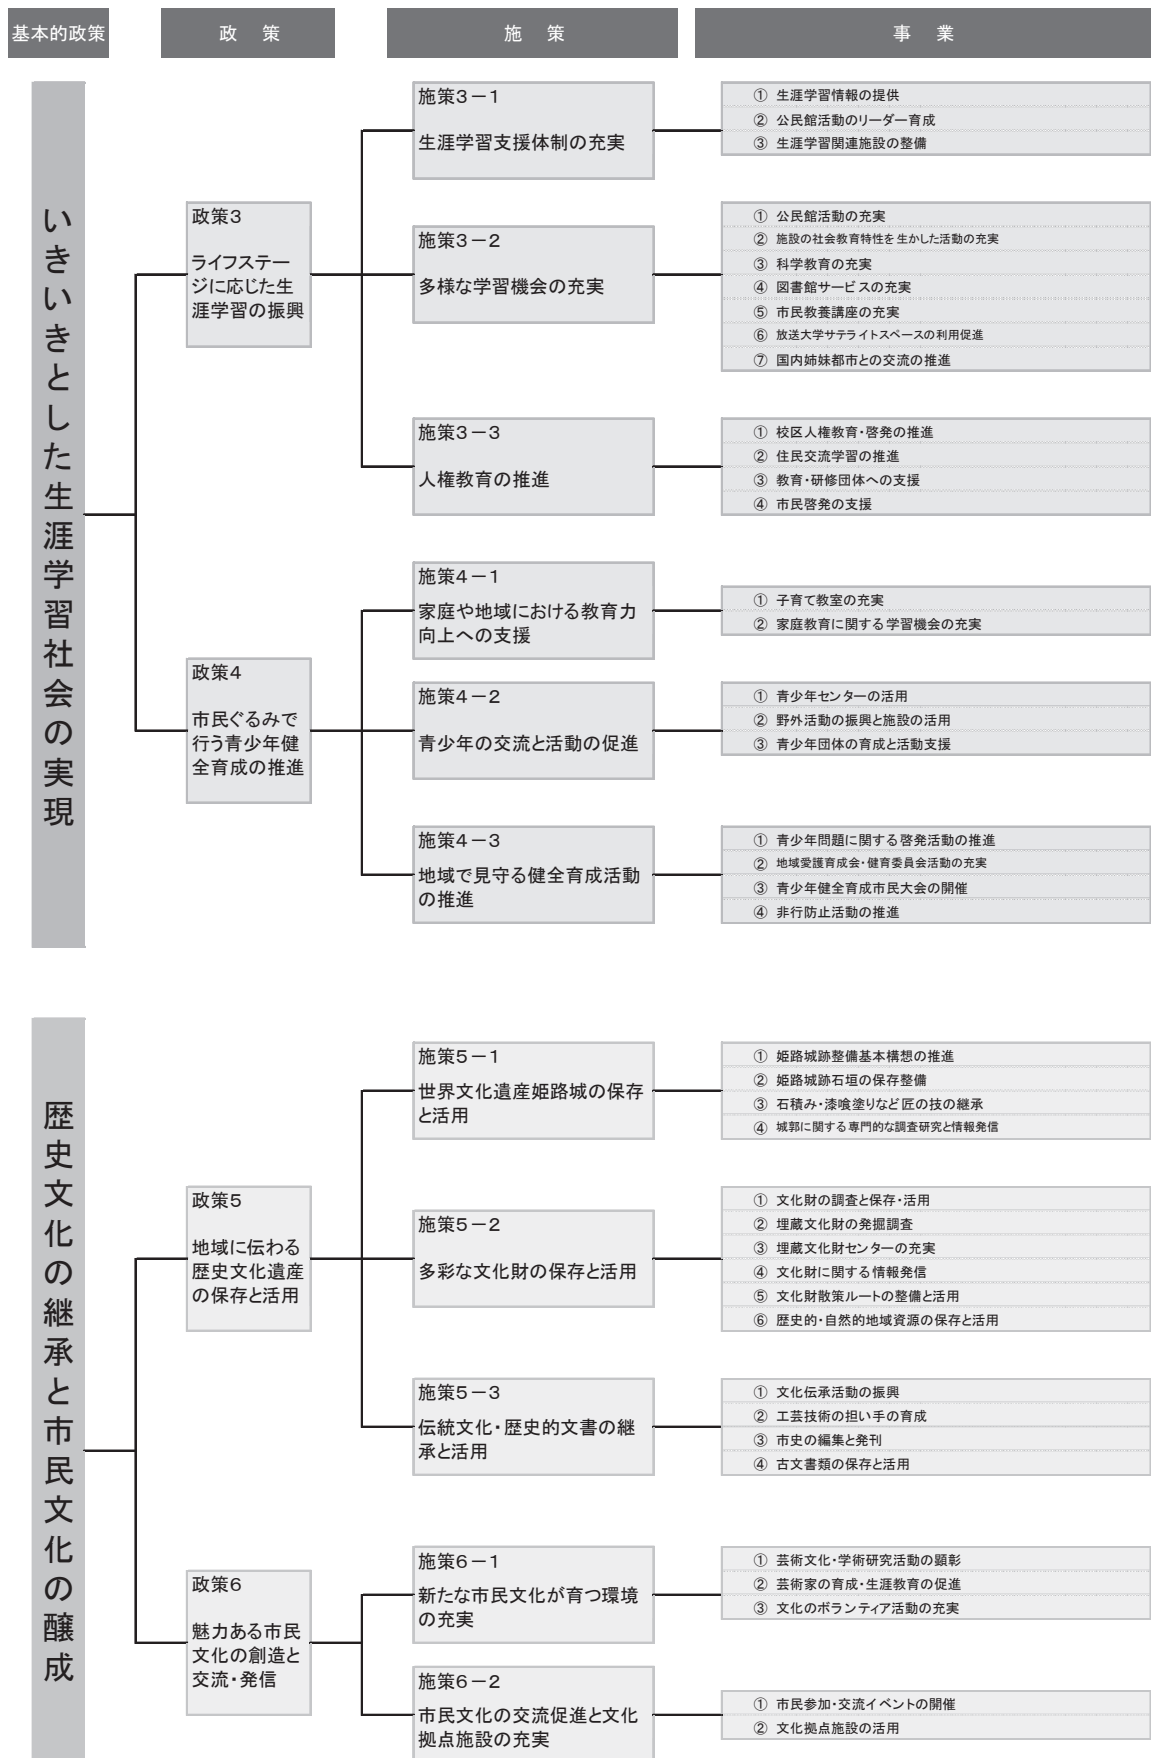 基本的政策
政 策
施 策
事 業
いきいきとした生涯学習社会の実現
政策3
ライフステー
ジに応じた生
涯学習の振興
施策3-1
生涯学習支援体制の充実
① 生涯学習情報の提供
② 公民館活動のリーダー育成
③ 生涯学習関連施設の整備
施策3-2
多様な学習機会の充実
① 公民館活動の充実
② 施設の社会教育特性を生かした活動の充実
③ 科学教育の充実
④ 図書館サービスの充実
⑤ 市民教養講座の充実
⑥ 放送大学サテライトスペースの利用促進
⑦ 国内姉妹都市との交流の推進
施策3-3
人権教育の推進
① 校区人権教育・啓発の推進
② 住民交流学習の推進
③ 教育・研修団体への支援
④ 市民啓発の支援
政策4
市民ぐるみで
行う青少年健
全育成の推進
施策4-1
家庭や地域における教育力
向上への支援
① 子育て教室の充実
② 家庭教育に関する学習機会の充実
施策4-2
青少年の交流と活動の促進
① 青少年センターの活用
② 野外活動の振興と施設の活用
③ 青少年団体の育成と活動支援
施策4-3
地域で見守る健全育成活動
の推進
① 青少年問題に関する啓発活動の推進
② 地域愛護育成会・健育委員会活動の充実
③ 青少年健全育成市民大会の開催
④ 非行防止活動の推進
歴史文化の継承と市民文化の醸成
政策5
地域に伝わる
歴史文化遺産
の保存と活用
施策5-1
世界文化遺産姫路城の保存
と活用
① 姫路城跡整備基本構想の推進
② 姫路城跡石垣の保存整備
③ 石積み・漆喰塗りなど匠の技の継承
④ 城郭に関する専門的な調査研究と情報発信
施策5-2
多彩な文化財の保存と活用
① 文化財の調査と保存・活用
② 埋蔵文化財の発掘調査
③ 埋蔵文化財センターの充実
④ 文化財に関する情報発信
⑤ 文化財散策ルートの整備と活用
⑥ 歴史的・自然的地域資源の保存と活用
施策5-3
伝統文化・歴史的文書の継
承と活用
① 文化伝承活動の振興
② 工芸技術の担い手の育成
③ 市史の編集と発刊
④ 古文書類の保存と活用
政策6
魅力ある市民
文化の創造と
交流・発信
施策6-1
新たな市民文化が育つ環境
の充実
① 芸術文化・学術研究活動の顕彰
② 芸術家の育成・生涯教育の促進
③ 文化のボランティア活動の充実
施策6-2
市民文化の交流促進と文化
拠点施設の充実
① 市民参加・交流イベントの開催
② 文化拠点施設の活用